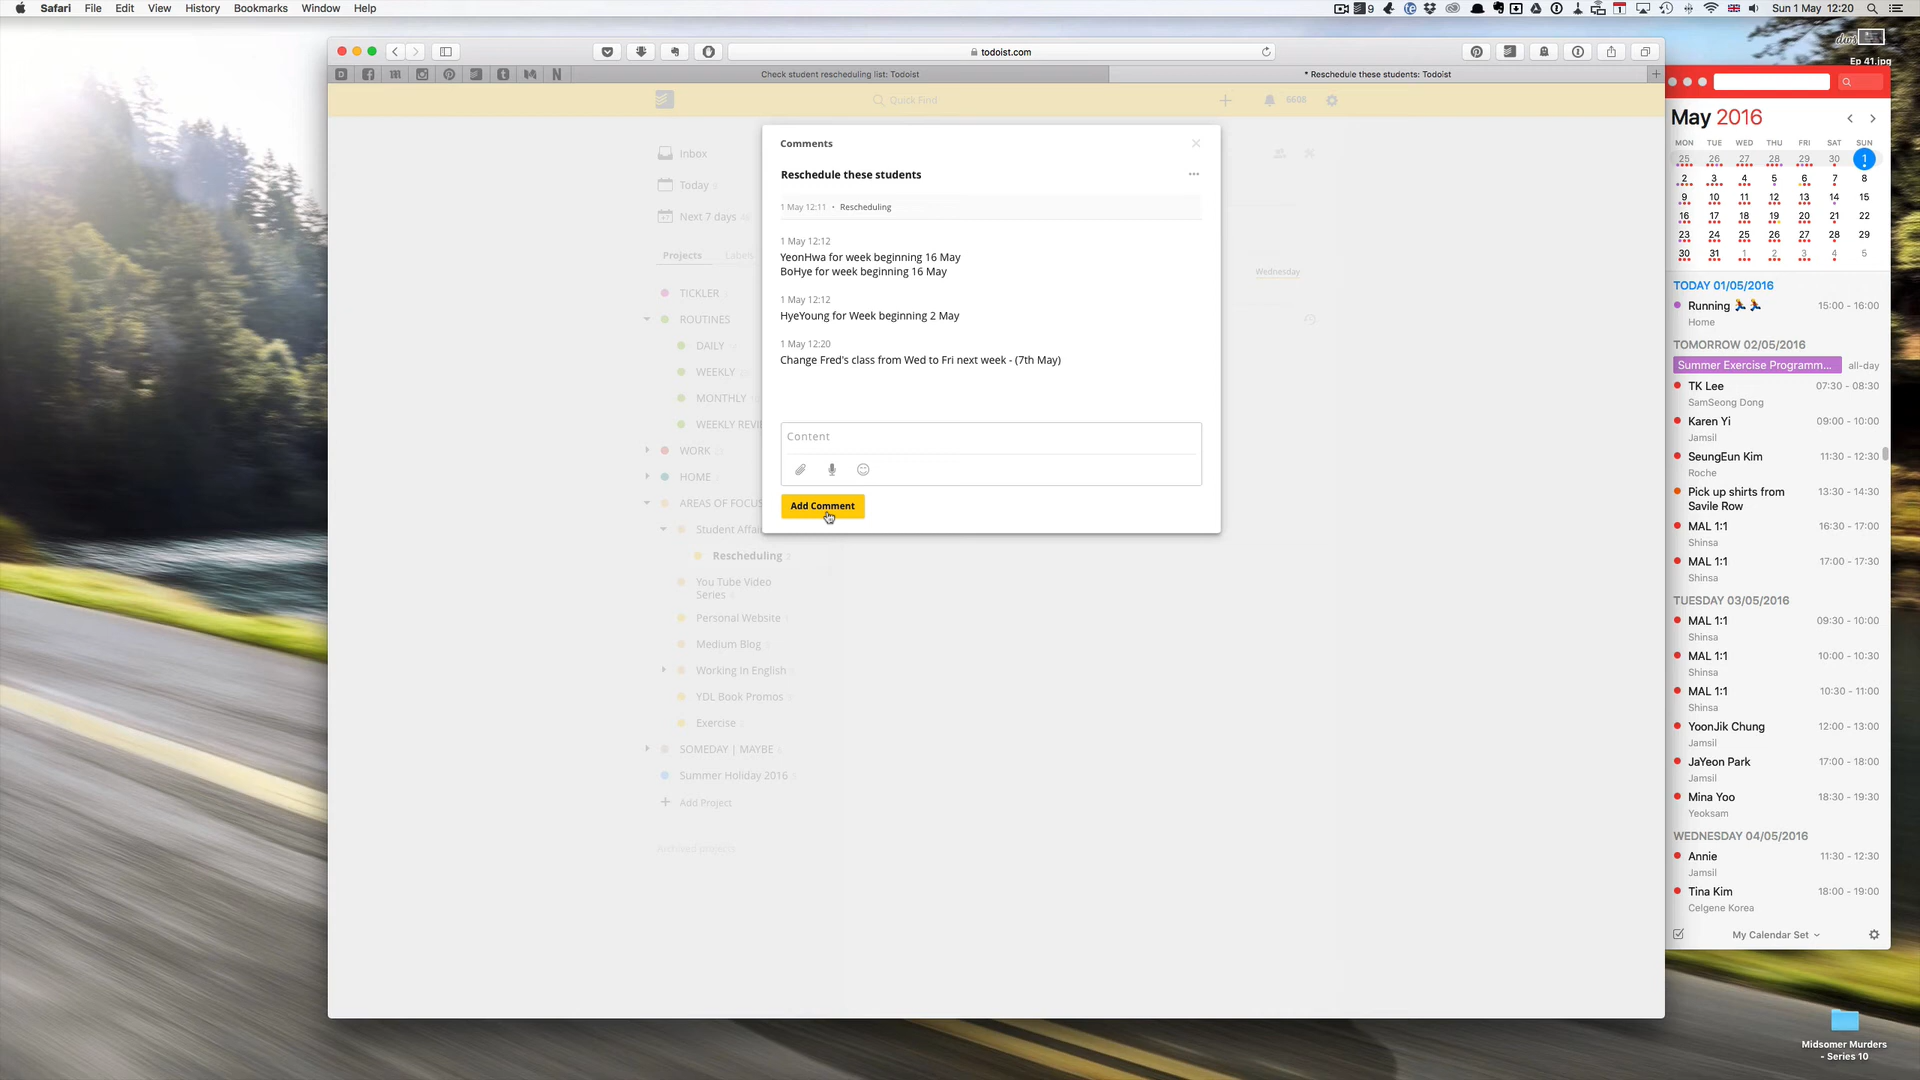 Safari File Edit View History Bookmarks Window Help
9
Sun 1 May 12:20
todoist.com
Check student rescheduling list: Todoist
* Reschedule these students: Todoist
Ep 41.jpg
Quick Find
6608
Inbox
Today
Next 7 days
Projects Labels
TICKLER
ROUTINES
DAILY
WEEKLY
MONTHLY
WEEKLY REVIE
WORK
HOME
AREAS OF FOCUS
Student Affai
Rescheduling 2
You Tube Video
Series
Personal Website
Medium Blog
Working In English
YDL Book Promos
Exercise
SOMEDAY | MAYBE
Summer Holiday 2016
+ Add Project
Archived projects
Wednesday
Comments
Reschedule these students
1 May 12:11 • Rescheduling
1 May 12:12
YeonHwa for week beginning 16 May
BoHye for week beginning 16 May
1 May 12:12
HyeYoung for Week beginning 2 May
1 May 12:20
Change Fred's class from Wed to Fri next week - (7th May)
Content
Add Comment
May 2016
MON TUE WED THU FRI SAT SUN
25 26 27 28 29 30 1
2 3 4 5 6 7 8
9 10 11 12 13 14 15
16 17 18 19 20 21 22
23 24 25 26 27 28 29
30 31 1 2 3 4 5
TODAY 01/05/2016
Running 15:00 - 16:00
Home
TOMORROW 02/05/2016
Summer Exercise Programm... all-day
TK Lee 07:30 - 08:30
SamSeong Dong
Karen Yi 09:00 - 10:00
Jamsil
SeungEun Kim 11:30 - 12:30
Roche
Pick up shirts from 13:30 - 14:30
Savile Row
MAL 1:1 16:30 - 17:00
Shinsa
MAL 1:1 17:00 - 17:30
Shinsa
TUESDAY 03/05/2016
MAL 1:1 09:30 - 10:00
Shinsa
MAL 1:1 10:00 - 10:30
Shinsa
MAL 1:1 10:30 - 11:00
Shinsa
YoonJik Chung 12:00 - 13:00
Jamsil
JaYeon Park 17:00 - 18:00
Jamsil
Mina Yoo 18:30 - 19:30
Yeoksam
WEDNESDAY 04/05/2016
Annie 11:30 - 12:30
Jamsil
Tina Kim 18:00 - 19:00
Celgene Korea
My Calendar Set
Midsomer Murders
- Series 10